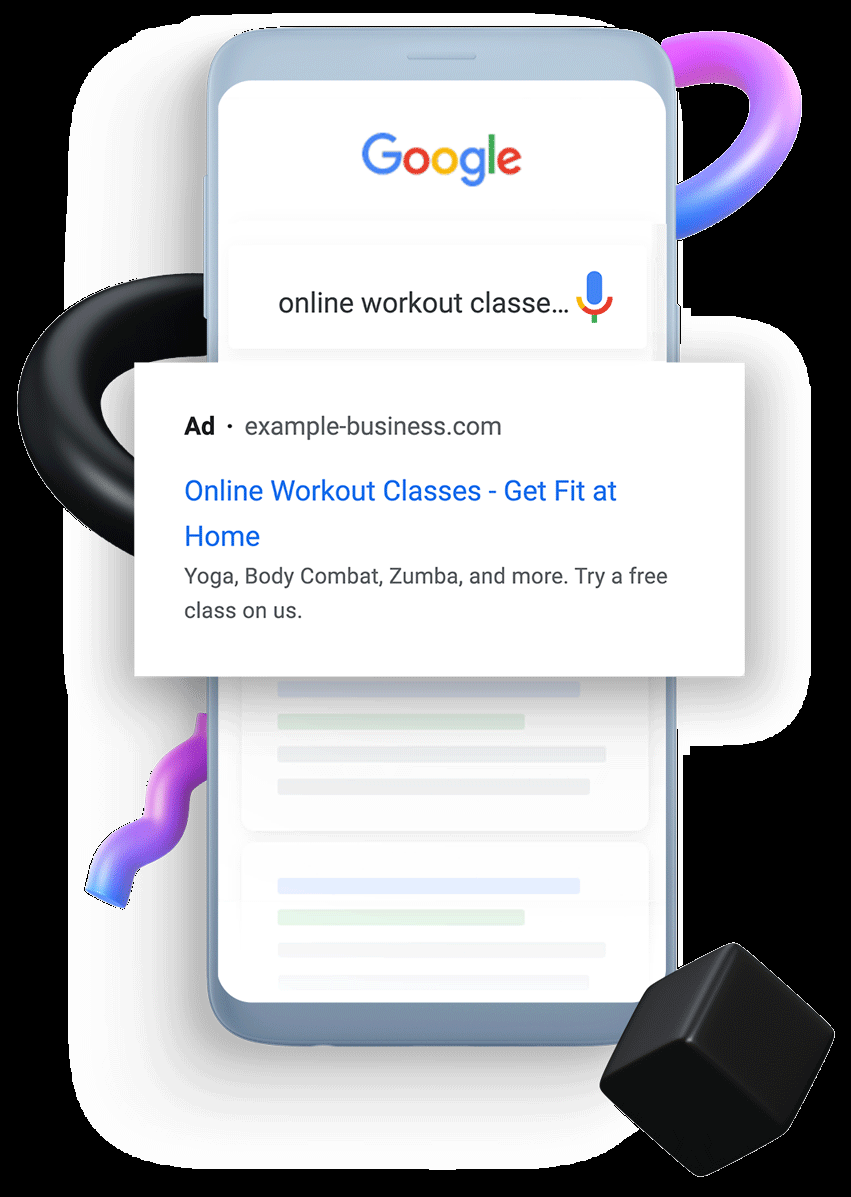 Google
online workout classe...
Ad · example-business.com
Online Workout Classes - Get Fit at
Home
Yoga, Body Combat, Zumba, and more. Try a free
class on us.